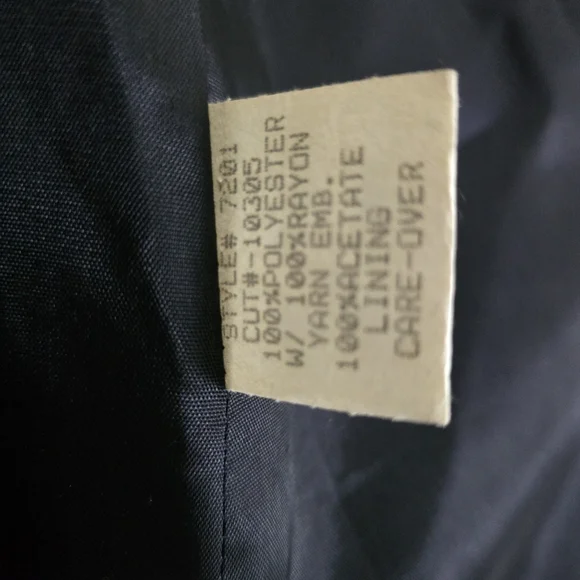 STYLE# 7201
CUT#-10305
100%POLYESTER
W/ 100%RAYON
YARN EMB.
100%ACETATE
LINING
CARE-OVER